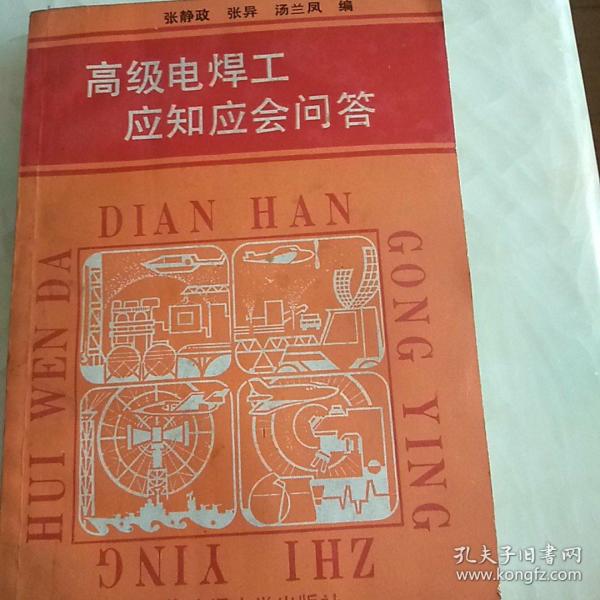 张静政 张异 汤兰凤 编
高级电焊工
应知应会问答
DIAN HAN
GONG YING
ZHI YING
HUI WEN DA
孔夫子旧书网
www.kongfz.com